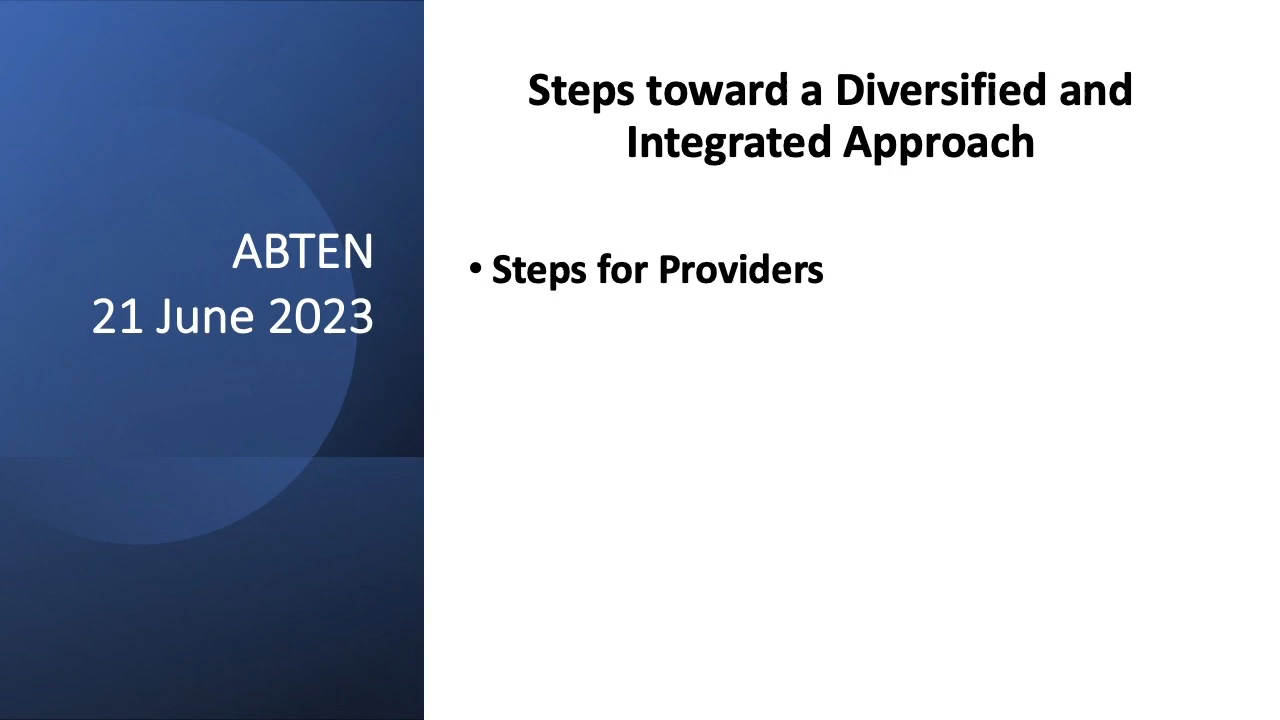 ABTEN
21 June 2023
Steps toward a Diversified and
Integrated Approach
• Steps for Providers